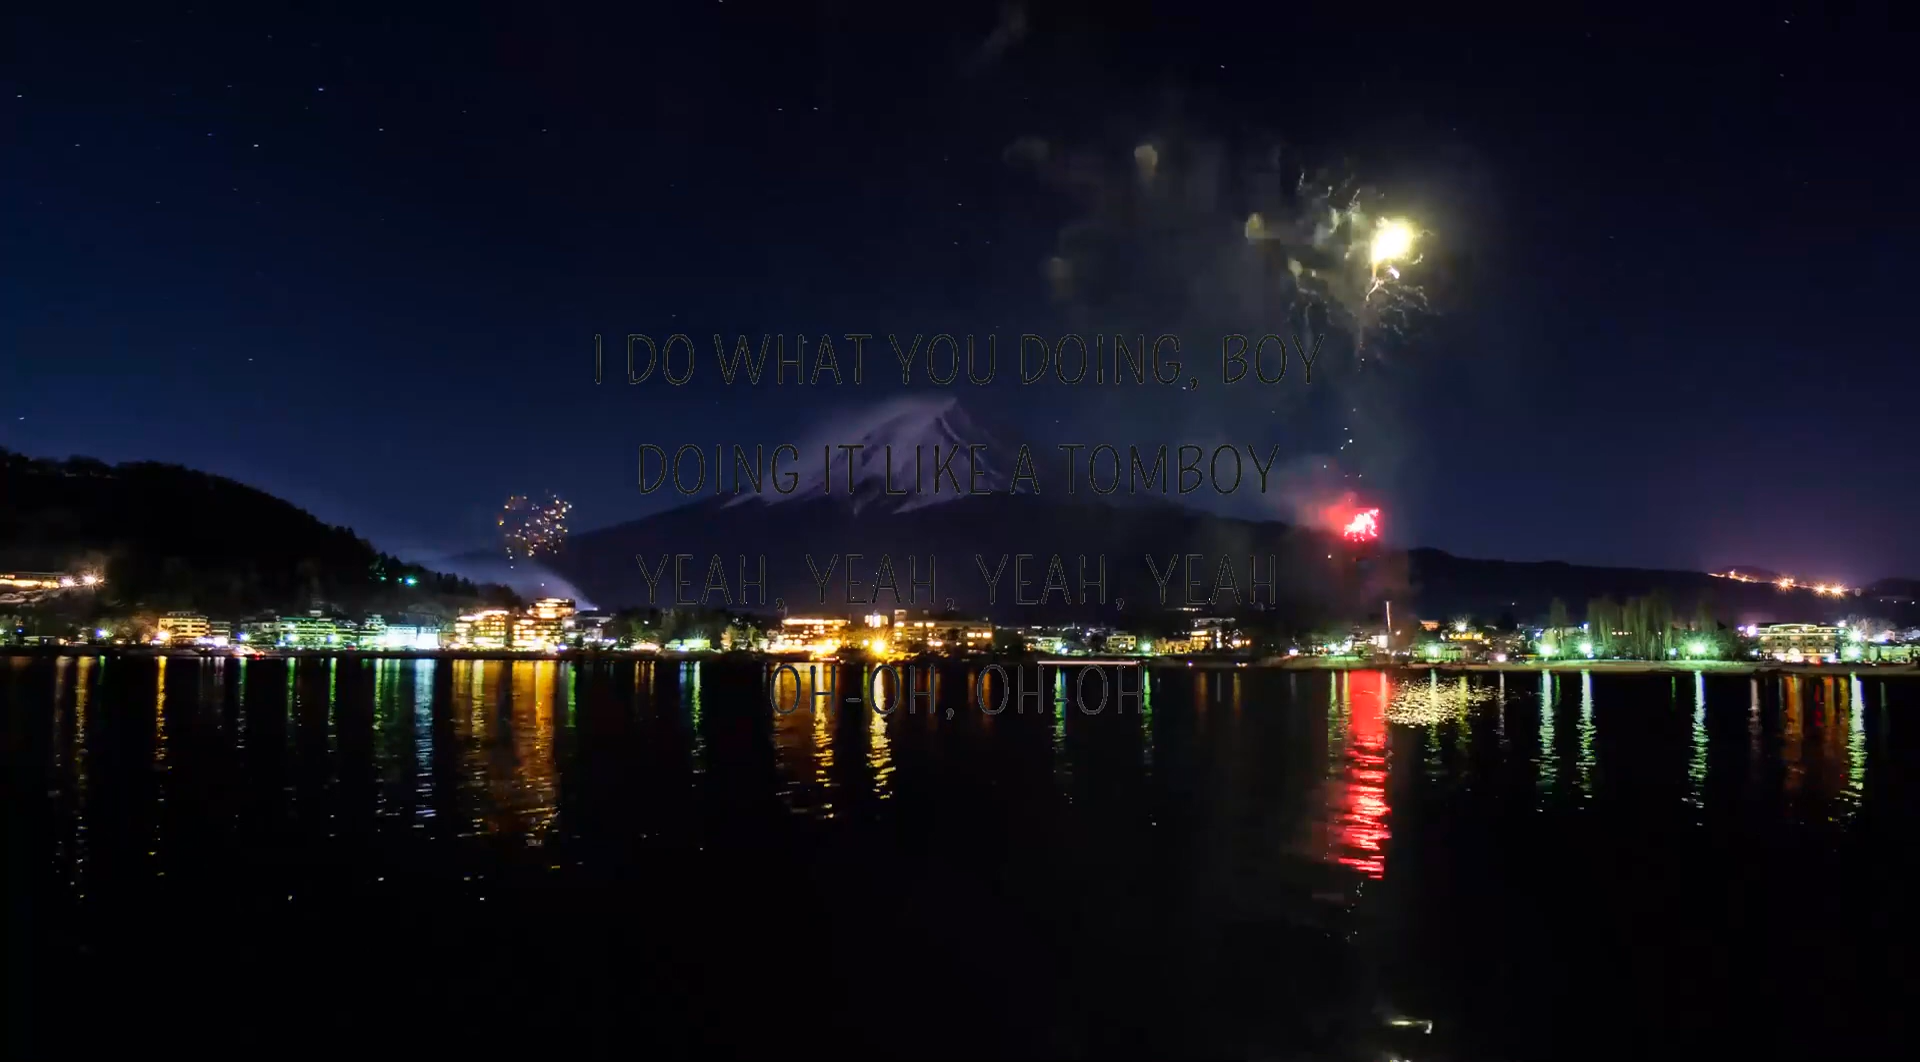 I DO WHAT YOU DOING, BOY
DOING IT LIKE A TOMBOY
YEAH, YEAH, YEAH, YEAH
OH-OH, OH-OH